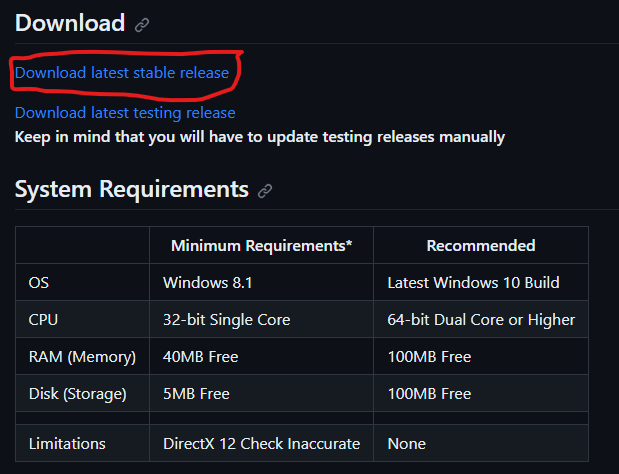 Download
Download latest stable release
Download latest testing release
Keep in mind that you will have to update testing releases manually
System Requirements
Minimum Requirements* Recommended
OS Windows 8.1 Latest Windows 10 Build
CPU 32-bit Single Core 64-bit Dual Core or Higher
RAM (Memory) 40MB Free 100MB Free
Disk (Storage) 5MB Free 100MB Free
Limitations DirectX 12 Check Inaccurate None